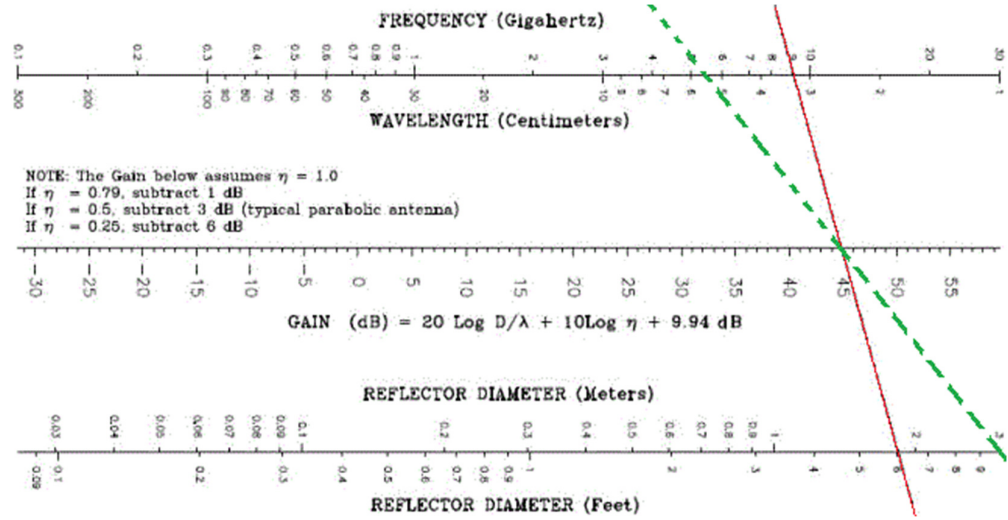 FREQUENCY (Gigahertz)
0.1 0.2 0.3 0.4 0.5 0.6 0.7 0.8 0.9 1 2 3 4 5 6 7 8 9 10 20 30
300 200 100 90 80 70 60 50 40 30 20 10 9 8 7 6 5 4 3 2 1
WAVELENGTH (Centimeters)
NOTE: The Gain below assumes η = 1.0
If η = 0.79, subtract 1 dB
If η = 0.5, subtract 3 dB (typical parabolic antenna)
If η = 0.25, subtract 6 dB
-30 -25 -20 -15 -10 -5 0 5 10 15 20 25 30 35 40 45 50 55
GAIN (dB) = 20 Log D/λ + 10Log η + 9.94 dB
REFLECTOR DIAMETER (Meters)
0.03 0.04 0.05 0.06 0.07 0.08 0.09 0.1 0.2 0.3 0.4 0.5 0.6 0.7 0.8 0.9 1 2 3
0.09 0.1 0.2 0.3 0.4 0.5 0.6 0.7 0.8 0.9 1 2 3 4 5 6 7 8 9
REFLECTOR DIAMETER (Feet)